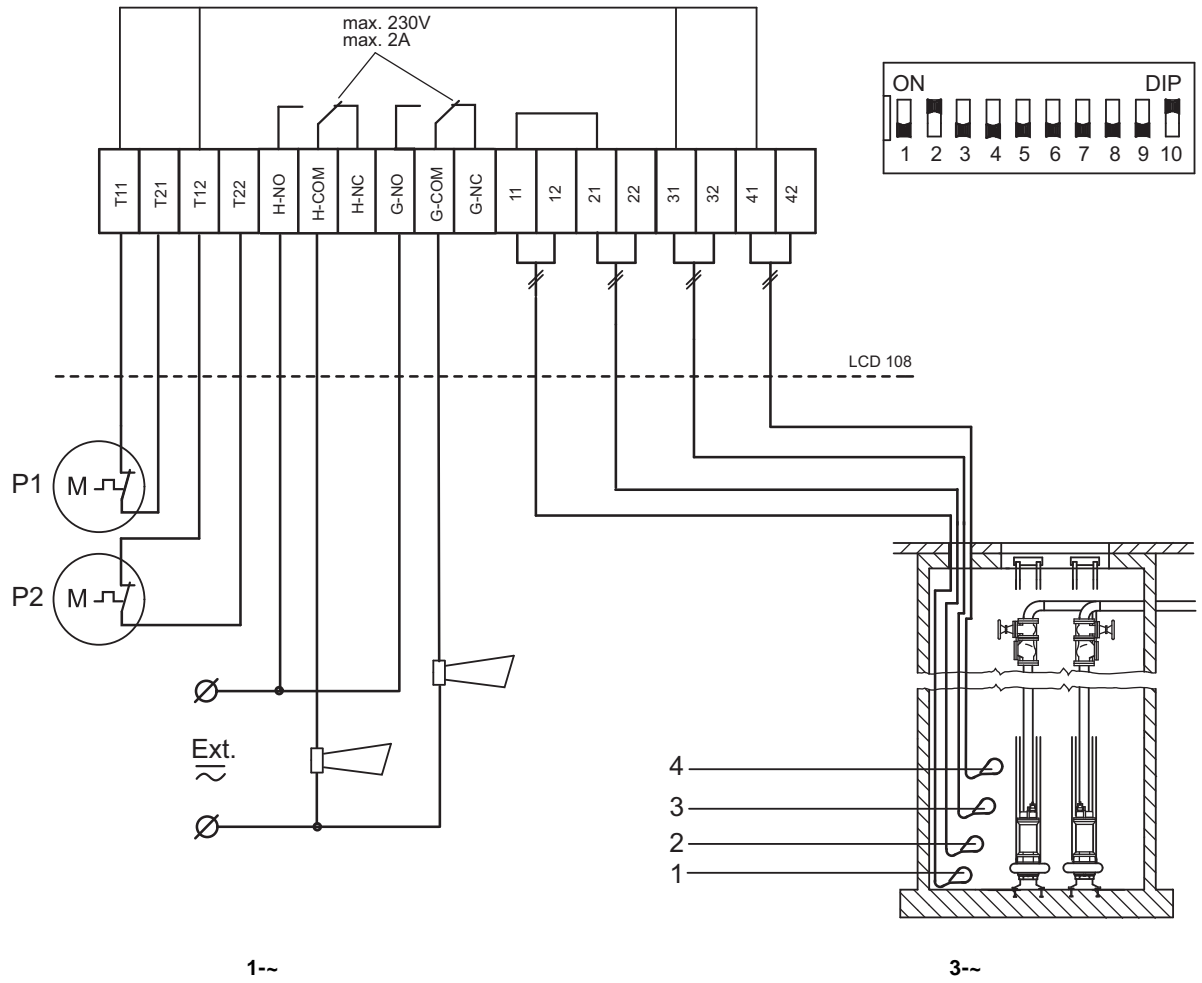 max. 230V
max. 2A
ON DIP
1 2 3 4 5 6 7 8 9 10
T11 T21 T12 T22 H-NO H-COM H-NC G-NO G-COM G-NC 11 12 21 22 31 32 41 42
LCD 108
P1 M
P2 M
Ext.
4
3
2
1
1-~ 3-~